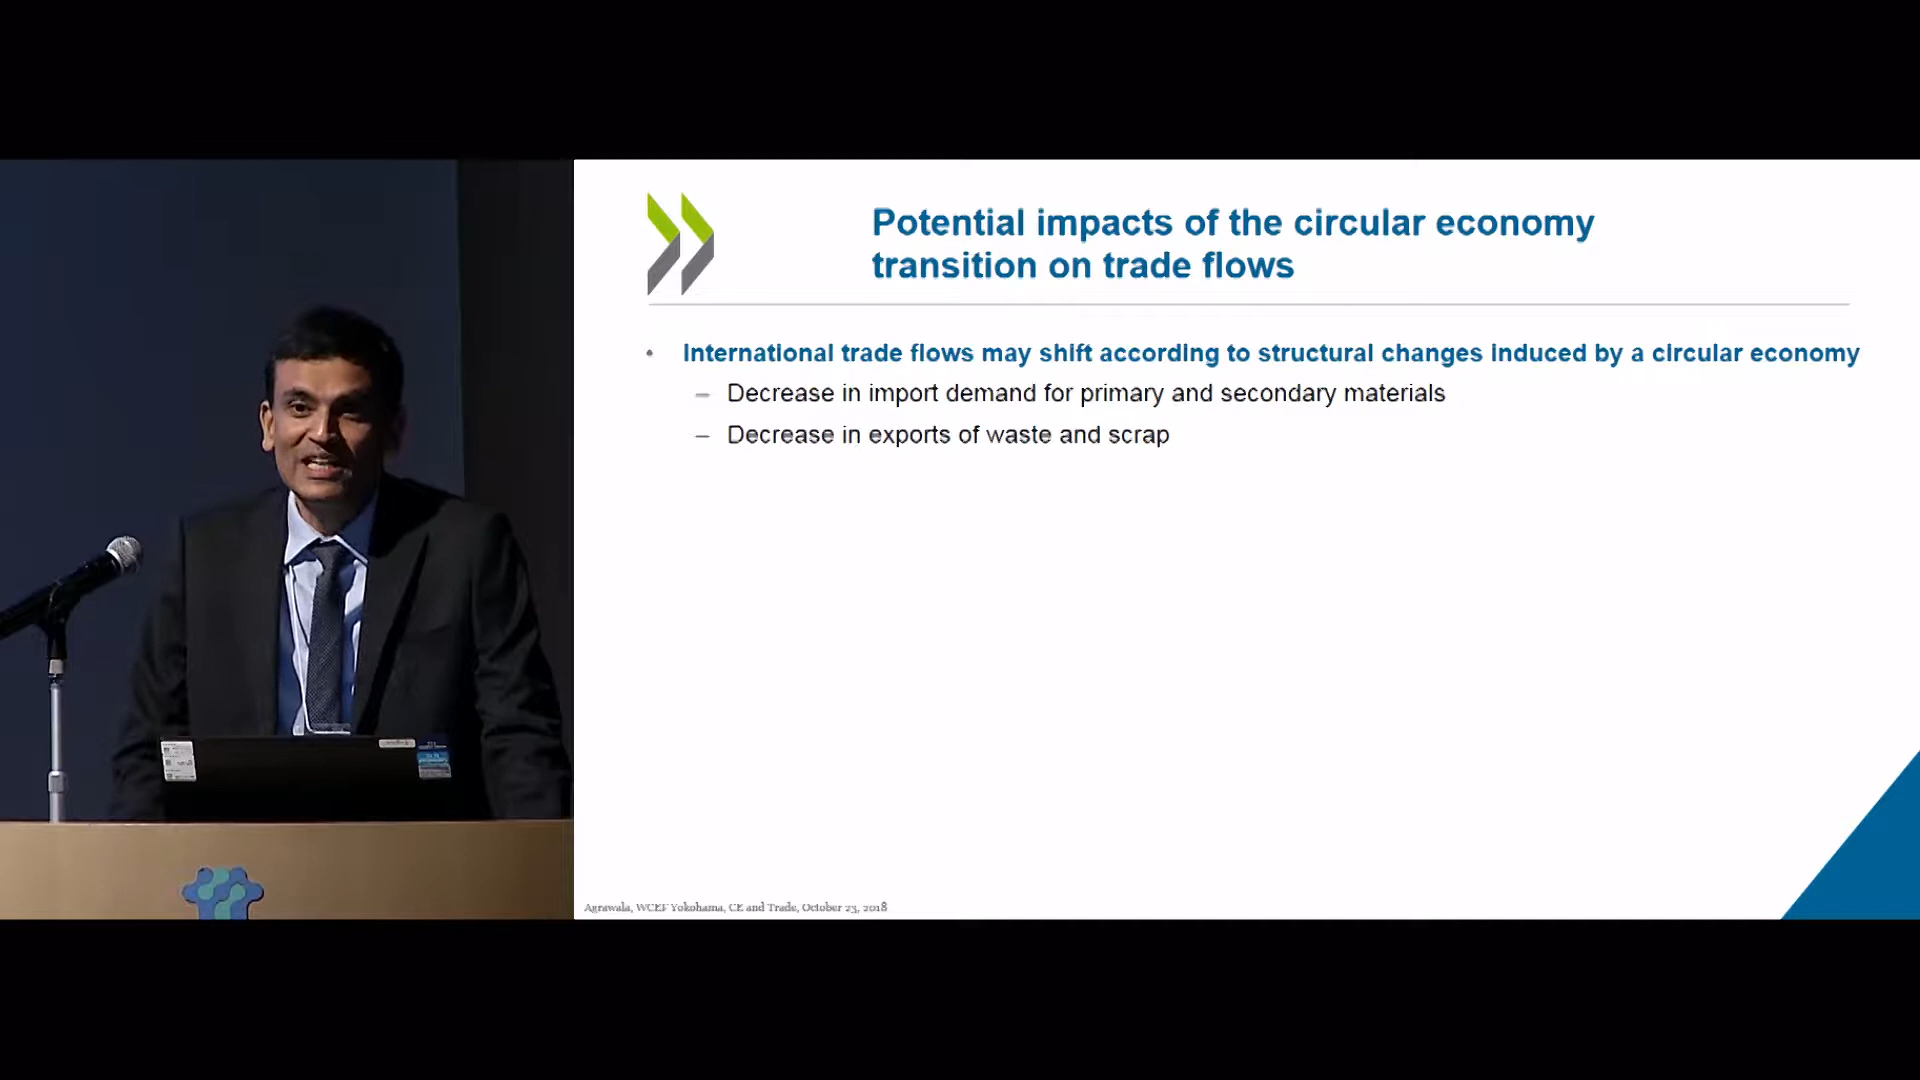 Potential impacts of the circular economy
transition on trade flows
• International trade flows may shift according to structural changes induced by a circular economy
– Decrease in import demand for primary and secondary materials
– Decrease in exports of waste and scrap
Agrawala, WCEF Yokohama, CE and Trade, October 23, 2018